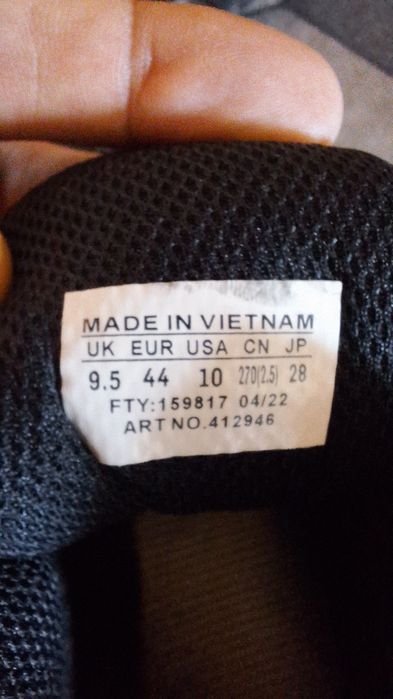 MADE IN VIETNAM
UK EUR USA CN JP
9.5 44 10 270(2.5) 28
FTY:159817 04/22
ART NO.412946